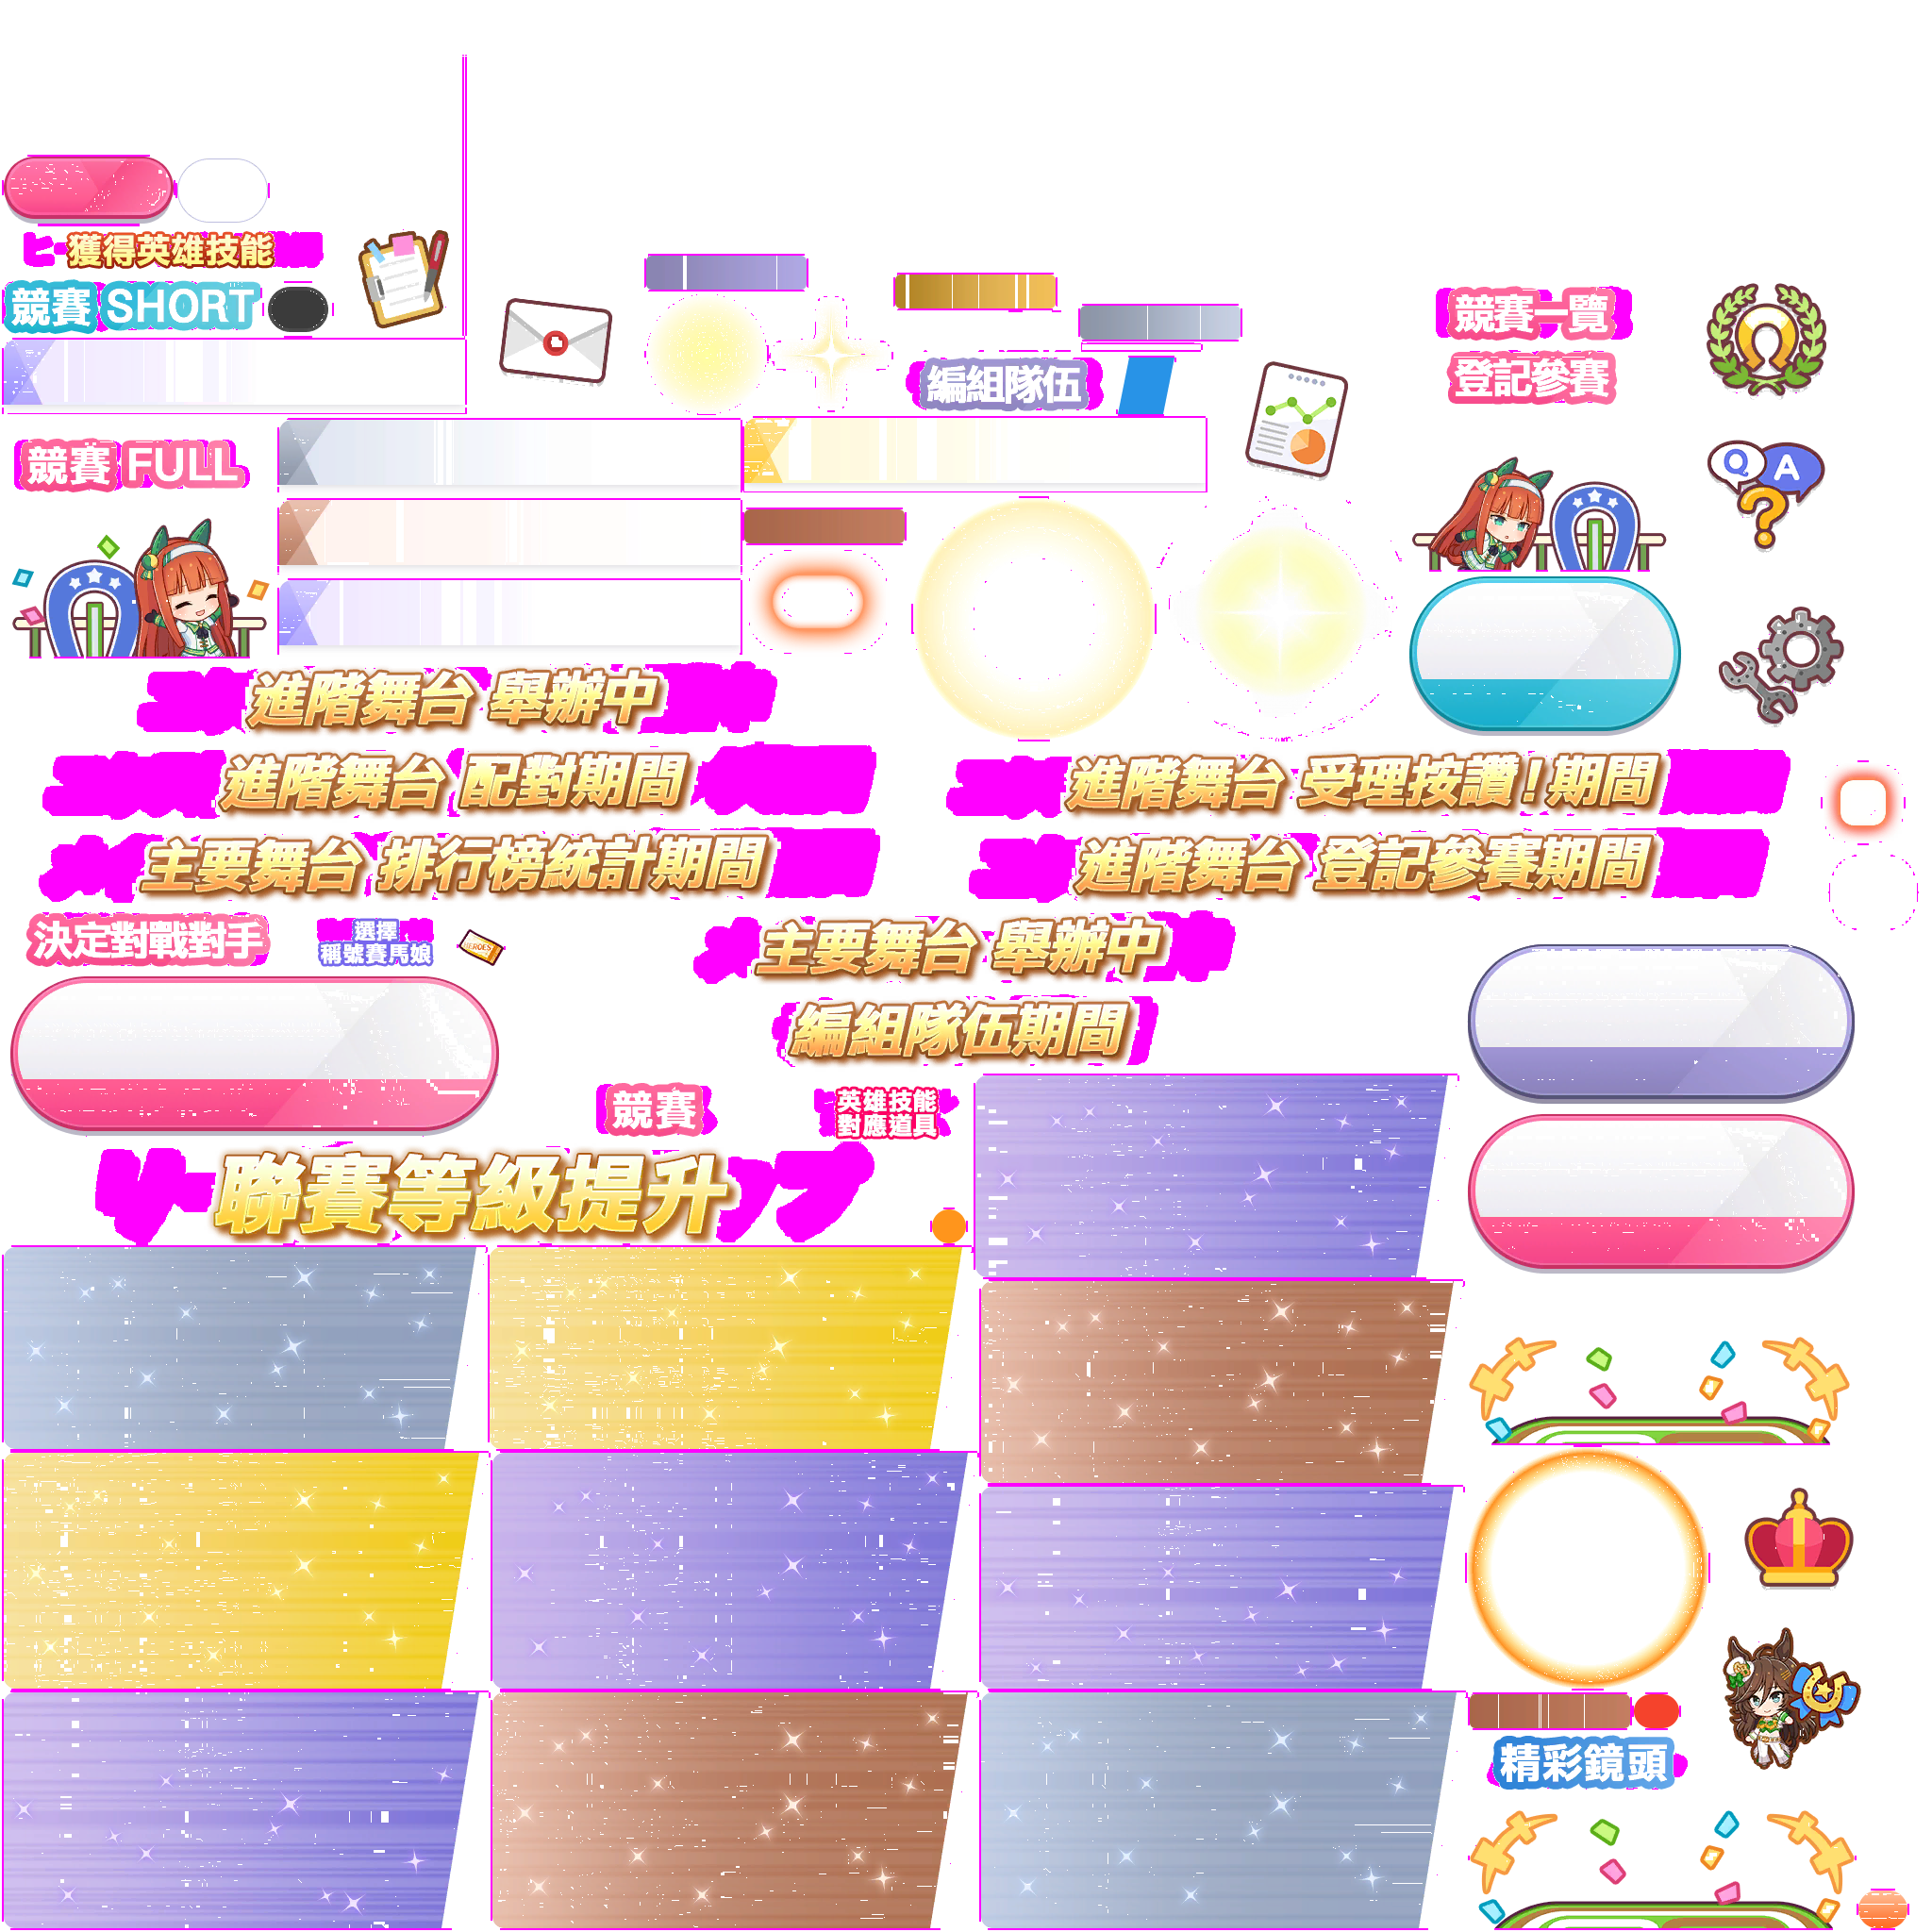 獲得英雄技能
競賽 SHORT
競賽一覽
編組隊伍
登記參賽
競賽 FULL
Q A
?
進階舞台 舉辦中
進階舞台 配對期間
進階舞台 受理按讚!期間
主要舞台 排行榜統計期間
進階舞台 登記參賽期間
決定對戰對手
選擇
稱號賽馬娘
HEROES
主要舞台 舉辦中
編組隊伍期間
競賽
英雄技能
對應道具
聯賽等級提升
精彩鏡頭